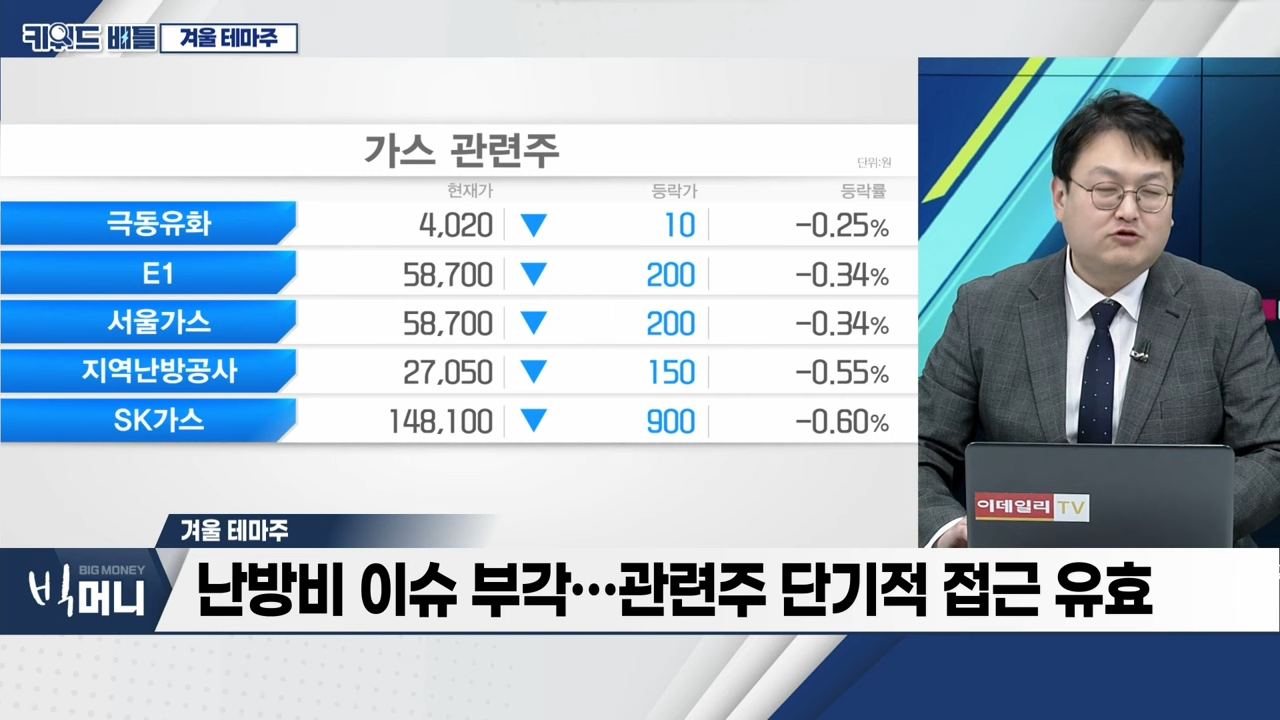 키워드 배틀 겨울 테마주
가스 관련주
단위:원
현재가 등락가 등락률
극동유화 4,020 ▼ 10 -0.25%
E1 58,700 ▼ 200 -0.34%
서울가스 58,700 ▼ 200 -0.34%
지역난방공사 27,050 ▼ 150 -0.55%
SK가스 148,100 ▼ 900 -0.60%
이데일리 TV
겨울 테마주
BIG MONEY
빅머니
난방비 이슈 부각…관련주 단기적 접근 유효